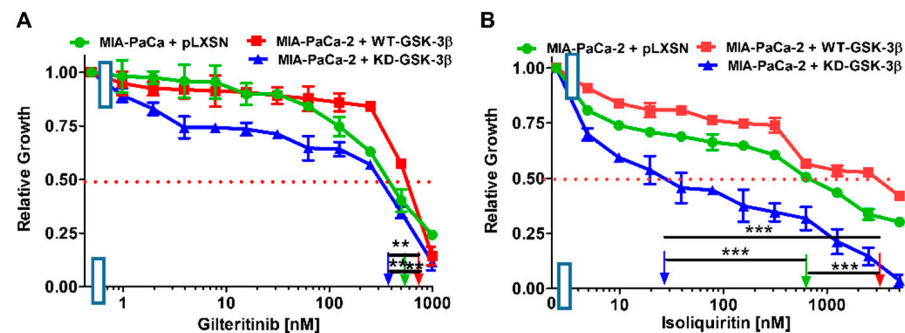 A
MIA-PaCa + pLXSN
MIA-PaCa-2 + WT-GSK-3β
MIA-PaCa-2 + KD-GSK-3β
1.00
0.75
0.50
0.25
0.00
Relative Growth
**
**
**
1
10
100
1000
Gilteritinib [nM]
B
MIA-PaCa-2 + pLXSN
MIA-PaCa-2 + WT-GSK-3β
MIA-PaCa-2 + KD-GSK-3β
1.00
0.75
0.50
0.25
0.00
Relative Growth
***
***
***
2
10
100
1000
Isoliquiritin [nM]